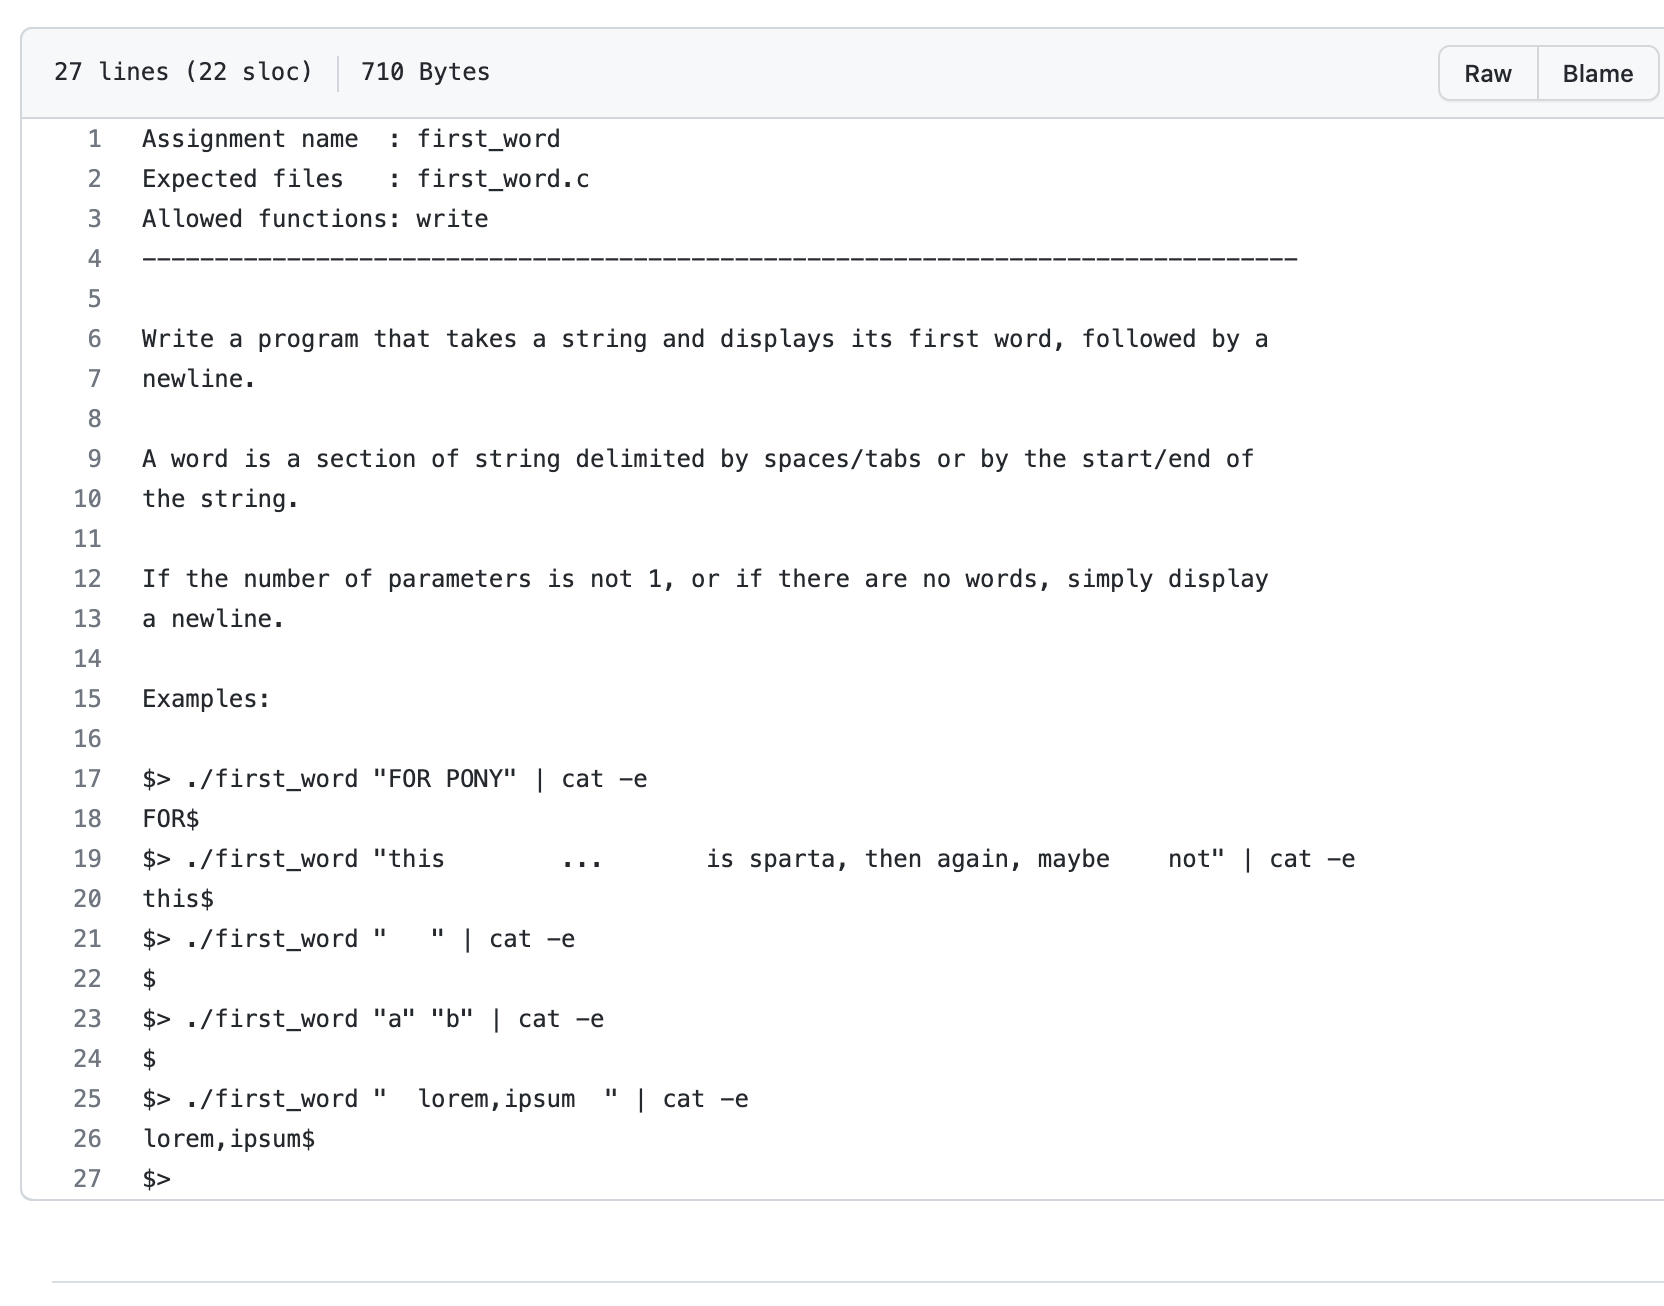 27 lines (22 sloc) 710 Bytes Raw Blame
1 Assignment name  : first_word
2 Expected files   : first_word.c
3 Allowed functions: write
4 --------------------------------------------------------------------------------
5
6 Write a program that takes a string and displays its first word, followed by a
7 newline.
8
9 A word is a section of string delimited by spaces/tabs or by the start/end of
10 the string.
11
12 If the number of parameters is not 1, or if there are no words, simply display
13 a newline.
14
15 Examples:
16
17 $> ./first_word "FOR PONY" | cat -e
18 FOR$
19 $> ./first_word "this        ...       is sparta, then again, maybe    not" | cat -e
20 this$
21 $> ./first_word "   " | cat -e
22 $
23 $> ./first_word "a" "b" | cat -e
24 $
25 $> ./first_word "  lorem,ipsum  " | cat -e
26 lorem,ipsum$
27 $>